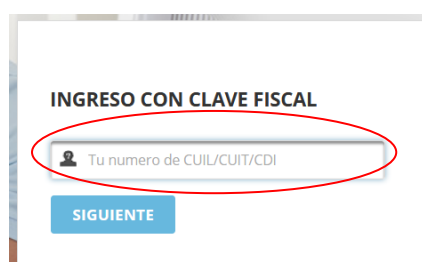 INGRESO CON CLAVE FISCAL
Tu numero de CUIL/CUIT/CDI
SIGUIENTE